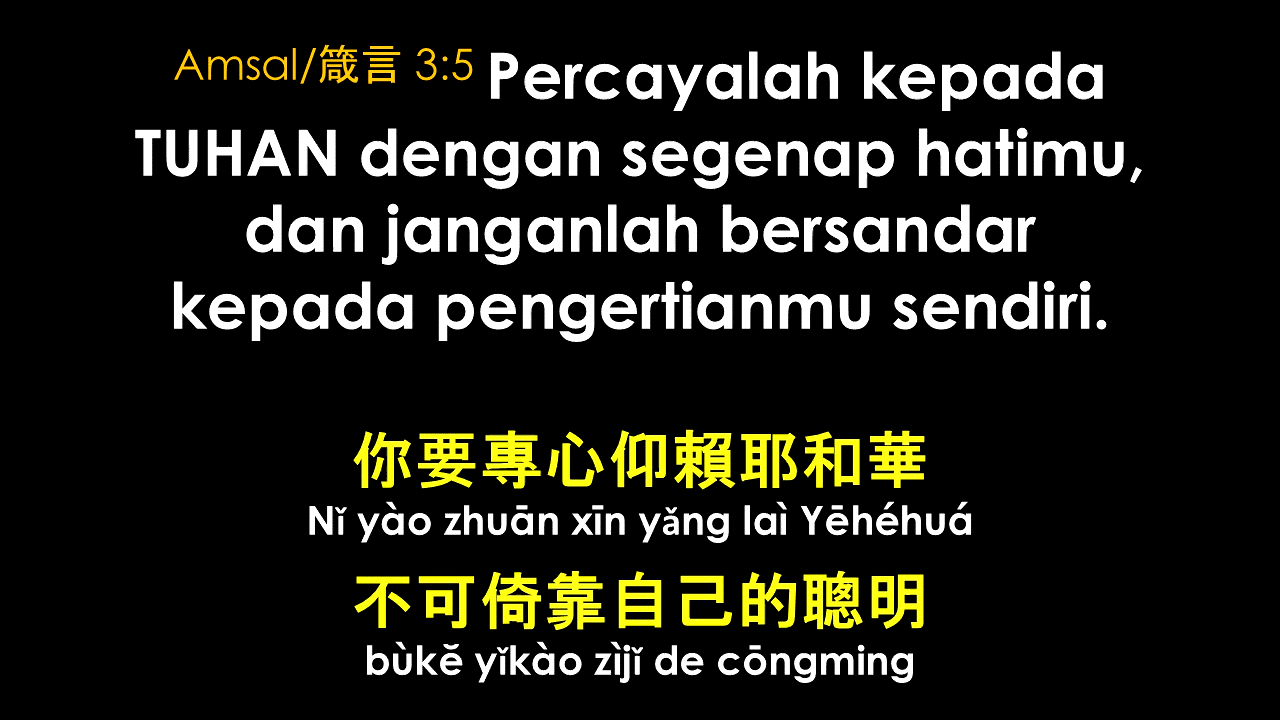 Amsal/箴言 3:5 Percayalah kepada
TUHAN dengan segenap hatimu,
dan janganlah bersandar
kepada pengertianmu sendiri.
你要專心仰賴耶和華
Nǐ yào zhuān xīn yǎng laì Yēhéhuá
不可倚靠自己的聰明
bùkě yǐkào zìjǐ de cōngming